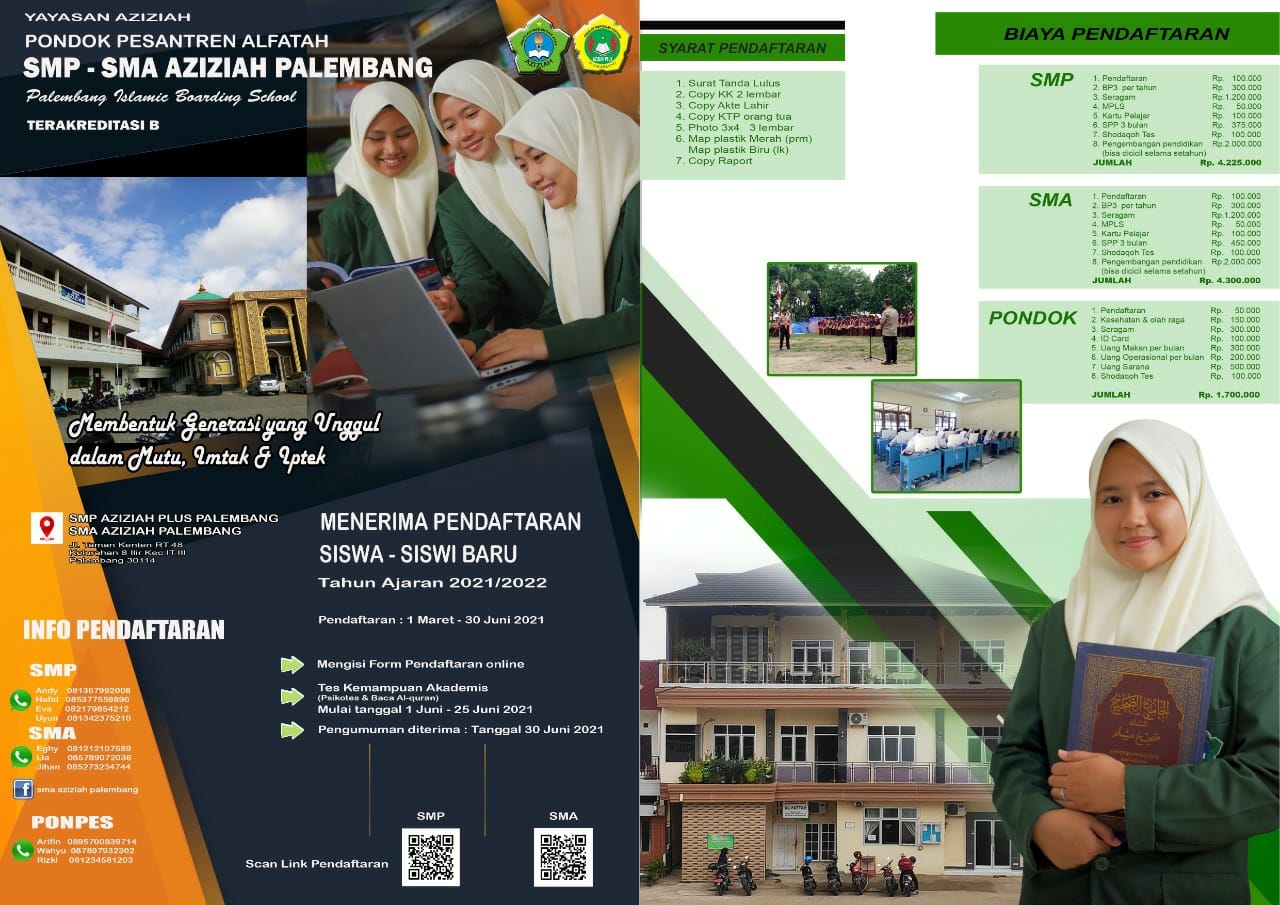 YAYASAN AZIZIAH
PONDOK PESANTREN ALFATAH
SMP - SMA AZIZIAH PALEMBANG
Palembang Islamic Boarding School
TERAKREDITASI B
AZIZIAH
Membentuk Generasi yang Unggul
dalam Mutu, Imtak & Iptek
SMP AZIZIAH PLUS PALEMBANG
SMA AZIZIAH PALEMBANG
Jl. Taman Kenten RT.48
Kelurahan 8 Ilir Kec.IT.III
Palembang 30114
MENERIMA PENDAFTARAN
SISWA - SISWI BARU
Tahun Ajaran 2021/2022
Pendaftaran : 1 Maret - 30 Juni 2021
Mengisi Form Pendaftaran online
Tes Kemampuan Akademis
(Psikotes & Baca Al-quran)
Mulai tanggal 1 Juni - 25 Juni 2021
Pengumuman diterima : Tanggal 30 Juni 2021
INFO PENDAFTARAN
SMP
Andy 081367992008
Hafid 085377559890
Eva 082179854212
Uyun 081342375210
SMA
Eghy 081212107589
Lia 085789072036
Jihan 085273234744
sma aziziah palembang
PONPES
Arifin 0895700839714
Wahyu 087897932302
Rizki 081234581203
SMP
SMA
Scan Link Pendaftaran
SYARAT PENDAFTARAN
1. Surat Tanda Lulus
2. Copy KK 2 lembar
3. Copy Akte Lahir
4. Copy KTP orang tua
5. Photo 3x4 3 lembar
6. Map plastik Merah (prm)
Map plastik Biru (lk)
7. Copy Raport
BIAYA PENDAFTARAN
SMP
1. Pendaftaran Rp. 100.000
2. BP3 per tahun Rp. 300.000
3. Seragam Rp.1.200.000
4. MPLS Rp. 50.000
5. Kartu Pelajar Rp. 100.000
6. SPP 3 bulan Rp. 375.000
7. Shodaqoh Tes Rp. 100.000
8. Pengembangan pendidikan Rp.2.000.000
(bisa cicicil selama setahun)
JUMLAH Rp. 4.225.000
SMA
1. Pendaftaran Rp. 100.000
2. BP3 per tahun Rp. 300.000
3. Seragam Rp.1.200.000
4. MPLS Rp. 50.000
5. Kartu Pelajar Rp. 100.000
6. SPP 3 bulan Rp. 450.000
7. Shodaqoh Tes Rp. 100.000
8. Pengembangan pendidikan Rp.2.000.000
(bisa cicicil selama setahun)
JUMLAH Rp. 4.300.000
PONDOK
1. Pendaftaran Rp. 50.000
2. Kesehatan & olah raga Rp. 150.000
3. Seragam Rp. 300.000
4. ID Card Rp. 100.000
5. Uang Makan per bulan Rp. 300.000
6. Uang Operasional per bulan Rp. 200.000
7. Uang Sarana Rp. 500.000
8. Shodaqoh Tes Rp. 100.000
JUMLAH Rp. 1.700.000
AL-FATTAH